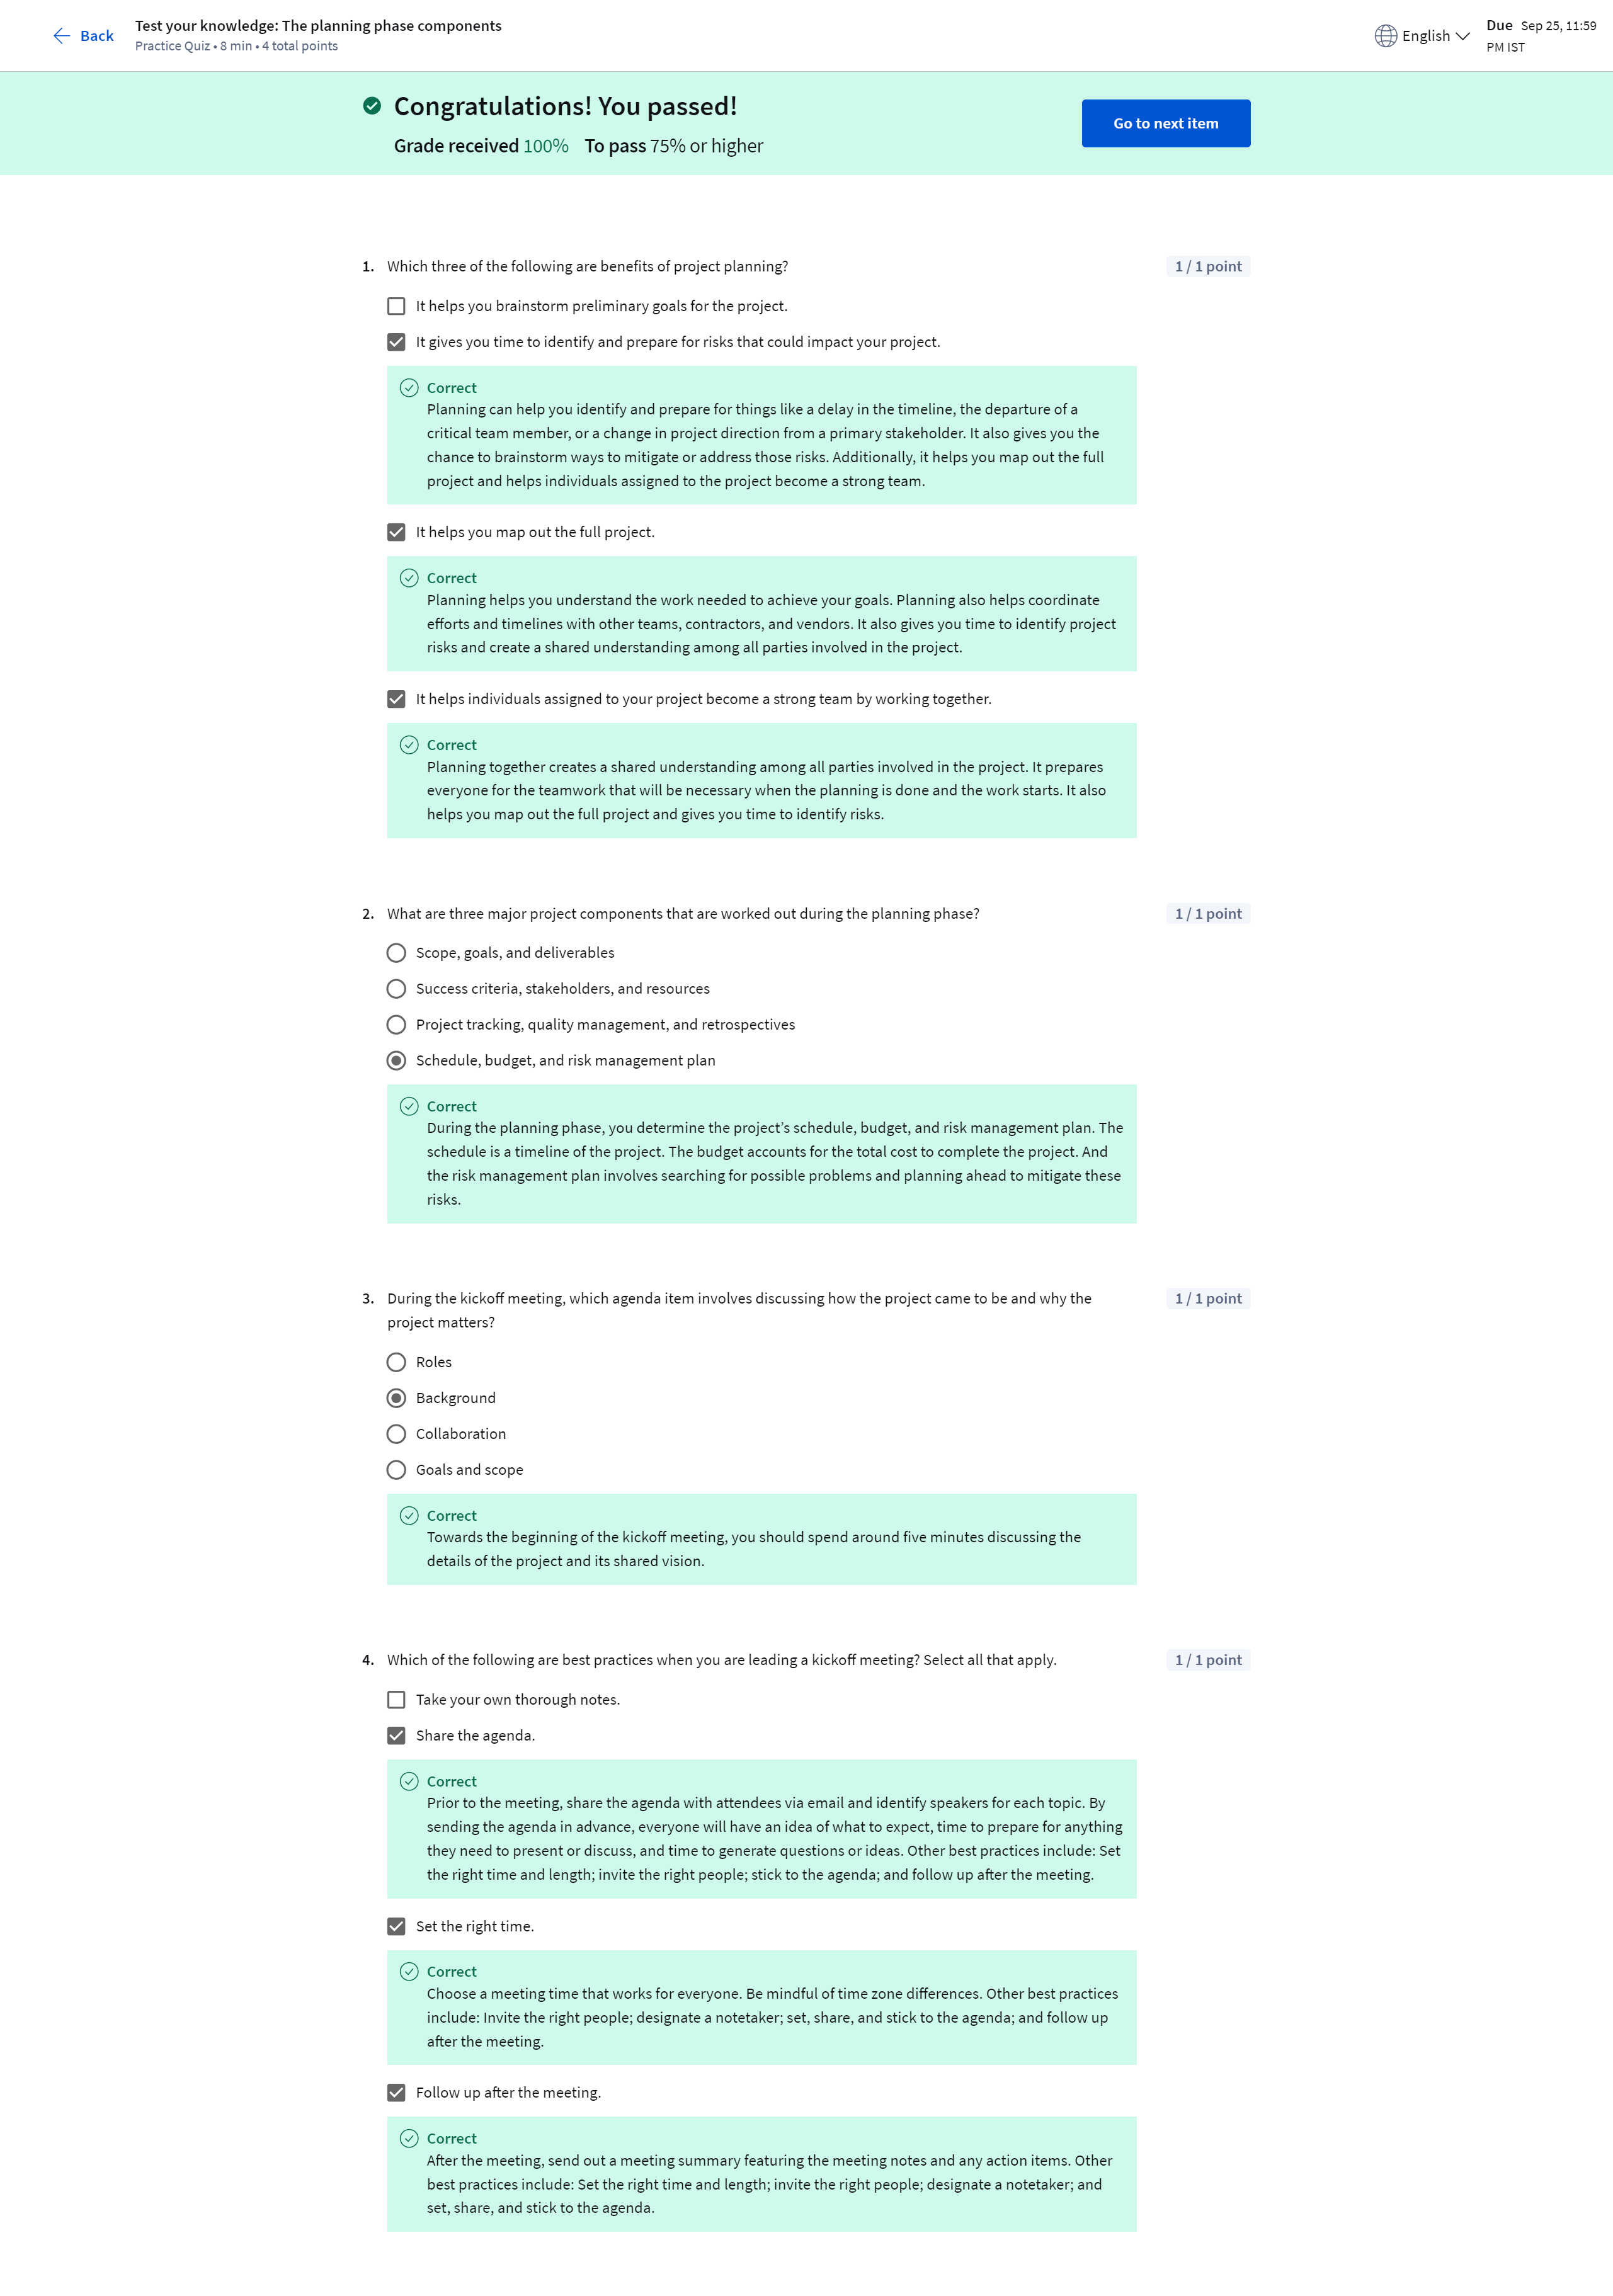 Back
Test your knowledge: The planning phase components
Practice Quiz • 8 min • 4 total points
English
Due Sep 25, 11:59
PM IST
Congratulations! You passed!
Grade received 100% To pass 75% or higher
Go to next item
1. Which three of the following are benefits of project planning?
1 / 1 point
It helps you brainstorm preliminary goals for the project.
It gives you time to identify and prepare for risks that could impact your project.
Correct
Planning can help you identify and prepare for things like a delay in the timeline, the departure of a
critical team member, or a change in project direction from a primary stakeholder. It also gives you the
chance to brainstorm ways to mitigate or address those risks. Additionally, it helps you map out the full
project and helps individuals assigned to the project become a strong team.
It helps you map out the full project.
Correct
Planning helps you understand the work needed to achieve your goals. Planning also helps coordinate
efforts and timelines with other teams, contractors, and vendors. It also gives you time to identify project
risks and create a shared understanding among all parties involved in the project.
It helps individuals assigned to your project become a strong team by working together.
Correct
Planning together creates a shared understanding among all parties involved in the project. It prepares
everyone for the teamwork that will be necessary when the planning is done and the work starts. It also
helps you map out the full project and gives you time to identify risks.
2. What are three major project components that are worked out during the planning phase?
1 / 1 point
Scope, goals, and deliverables
Success criteria, stakeholders, and resources
Project tracking, quality management, and retrospectives
Schedule, budget, and risk management plan
Correct
During the planning phase, you determine the project’s schedule, budget, and risk management plan. The
schedule is a timeline of the project. The budget accounts for the total cost to complete the project. And
the risk management plan involves searching for possible problems and planning ahead to mitigate these
risks.
3. During the kickoff meeting, which agenda item involves discussing how the project came to be and why the
project matters?
1 / 1 point
Roles
Background
Collaboration
Goals and scope
Correct
Towards the beginning of the kickoff meeting, you should spend around five minutes discussing the
details of the project and its shared vision.
4. Which of the following are best practices when you are leading a kickoff meeting? Select all that apply.
1 / 1 point
Take your own thorough notes.
Share the agenda.
Correct
Prior to the meeting, share the agenda with attendees via email and identify speakers for each topic. By
sending the agenda in advance, everyone will have an idea of what to expect, time to prepare for anything
they need to present or discuss, and time to generate questions or ideas. Other best practices include: Set
the right time and length; invite the right people; stick to the agenda; and follow up after the meeting.
Set the right time.
Correct
Choose a meeting time that works for everyone. Be mindful of time zone differences. Other best practices
include: Invite the right people; designate a notetaker; set, share, and stick to the agenda; and follow up
after the meeting.
Follow up after the meeting.
Correct
After the meeting, send out a meeting summary featuring the meeting notes and any action items. Other
best practices include: Set the right time and length; invite the right people; designate a notetaker; and
set, share, and stick to the agenda.